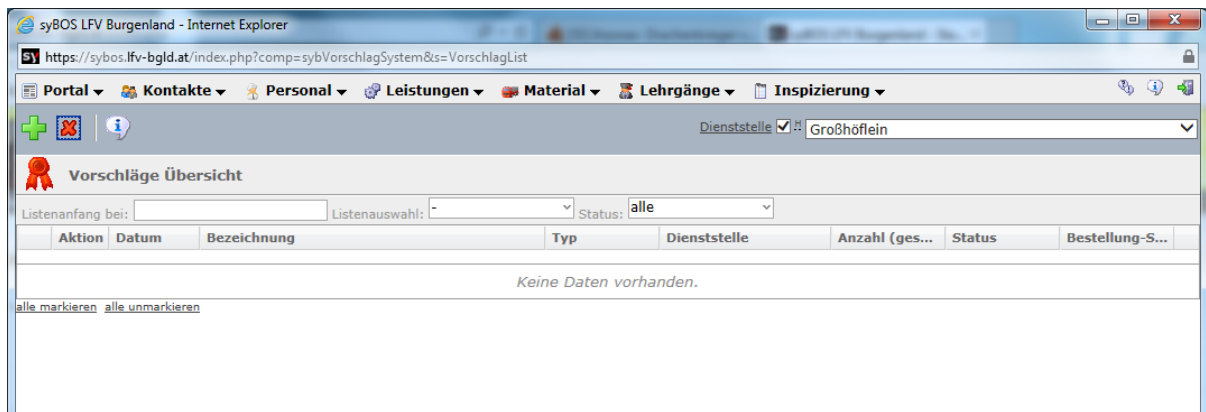 syBOS LFV Burgenland - Internet Explorer
sy https://sybos.lfv-bgld.at/index.php?comp=sybVorschlagSystem&s=VorschlagList
Portal Kontakte Personal Leistungen Material Lehrgänge Inspizierung
Dienststelle Großhöflein
Vorschläge Übersicht
Listenanfang bei: Listenauswahl: - Status: alle
Aktion Datum Bezeichnung Typ Dienststelle Anzahl (ges... Status Bestellung-S...
Keine Daten vorhanden.
alle markieren alle unmarkieren